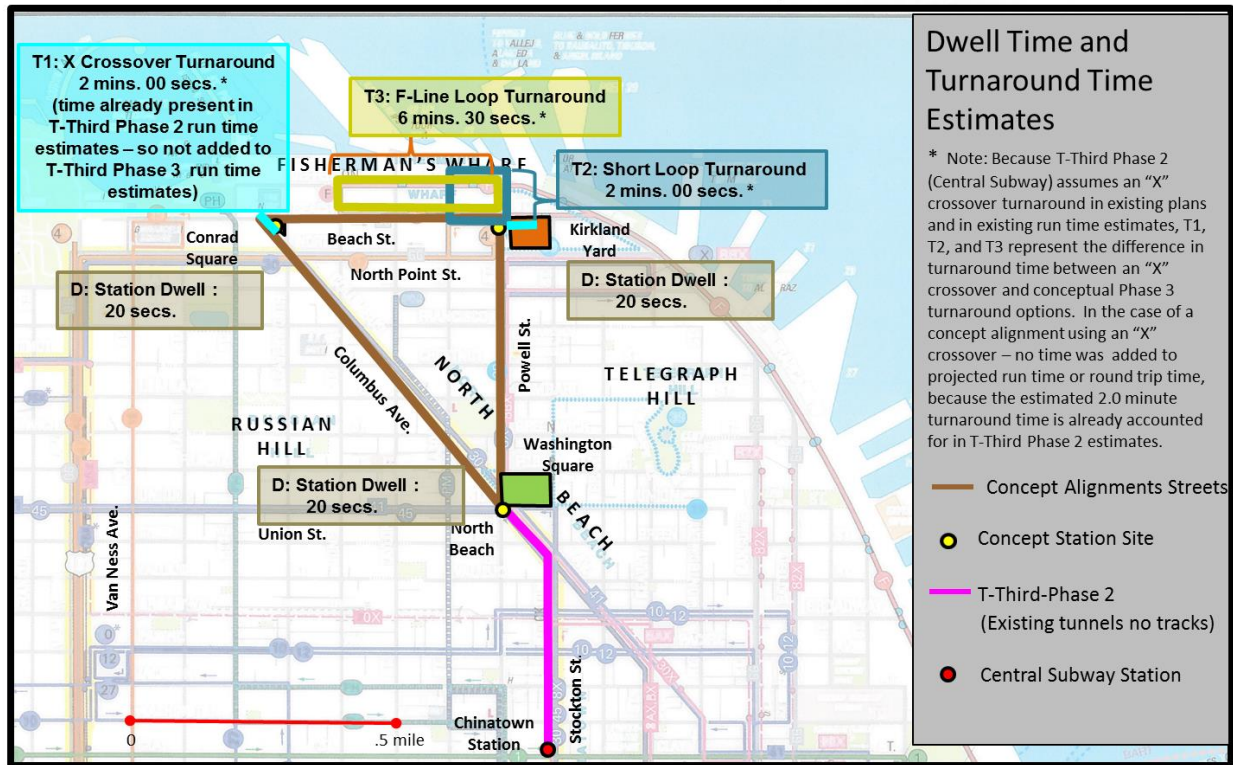 T1: X Crossover Turnaround
2 mins. 00 secs. *
(time already present in
T-Third Phase 2 run time
estimates – so not added to
T-Third Phase 3 run time
estimates)
T3: F-Line Loop Turnaround
6 mins. 30 secs. *
FISHERMAN'S WHARF
WHARF
T2: Short Loop Turnaround
2 mins. 00 secs. *
Conrad
Square
Beach St.
Kirkland
Yard
North Point St.
D: Station Dwell :
20 secs.
D: Station Dwell :
20 secs.
Columbus Ave.
Powell St.
NORTH
BEACH
TELEGRAPH
HILL
RUSSIAN
HILL
Washington
Square
D: Station Dwell :
20 secs.
North
Beach
Union St.
Van Ness Ave.
Stockton St.
Chinatown
Station
0
.5 mile
Dwell Time and
Turnaround Time
Estimates
* Note: Because T-Third Phase 2
(Central Subway) assumes an “X”
crossover turnaround in existing plans
and in existing run time estimates, T1,
T2, and T3 represent the difference in
turnaround time between an “X”
crossover and conceptual Phase 3
turnaround options. In the case of a
concept alignment using an “X”
crossover – no time was added to
projected run time or round trip time,
because the estimated 2.0 minute
turnaround time is already accounted
for in T-Third Phase 2 estimates.
Concept Alignments Streets
Concept Station Site
T-Third-Phase 2
(Existing tunnels no tracks)
Central Subway Station